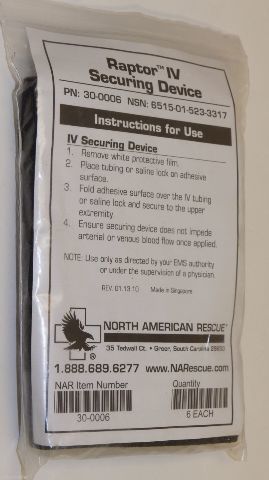 Raptor™ IV
Securing Device
PN: 30-0006 NSN: 6515-01-523-3317
Instructions for Use
IV Securing Device
1. Remove white protective film.
2. Place tubing or saline lock on adhesive
surface.
3. Fold adhesive surface over the IV tubing
or saline lock and secure to the upper
extremity.
4. Ensure securing device does not impede
arterial or venous blood flow once applied.
NOTE: Use only as directed by your EMS authority
or under the supervision of a physician.
REV. 01.13.10 Made in Singapore
NORTH AMERICAN RESCUE®
35 Tedwall Ct. • Greer, South Carolina 29650
®
1.888.689.6277 www.NARescue.com
NAR Item Number Quantity
30-0006 6 EACH